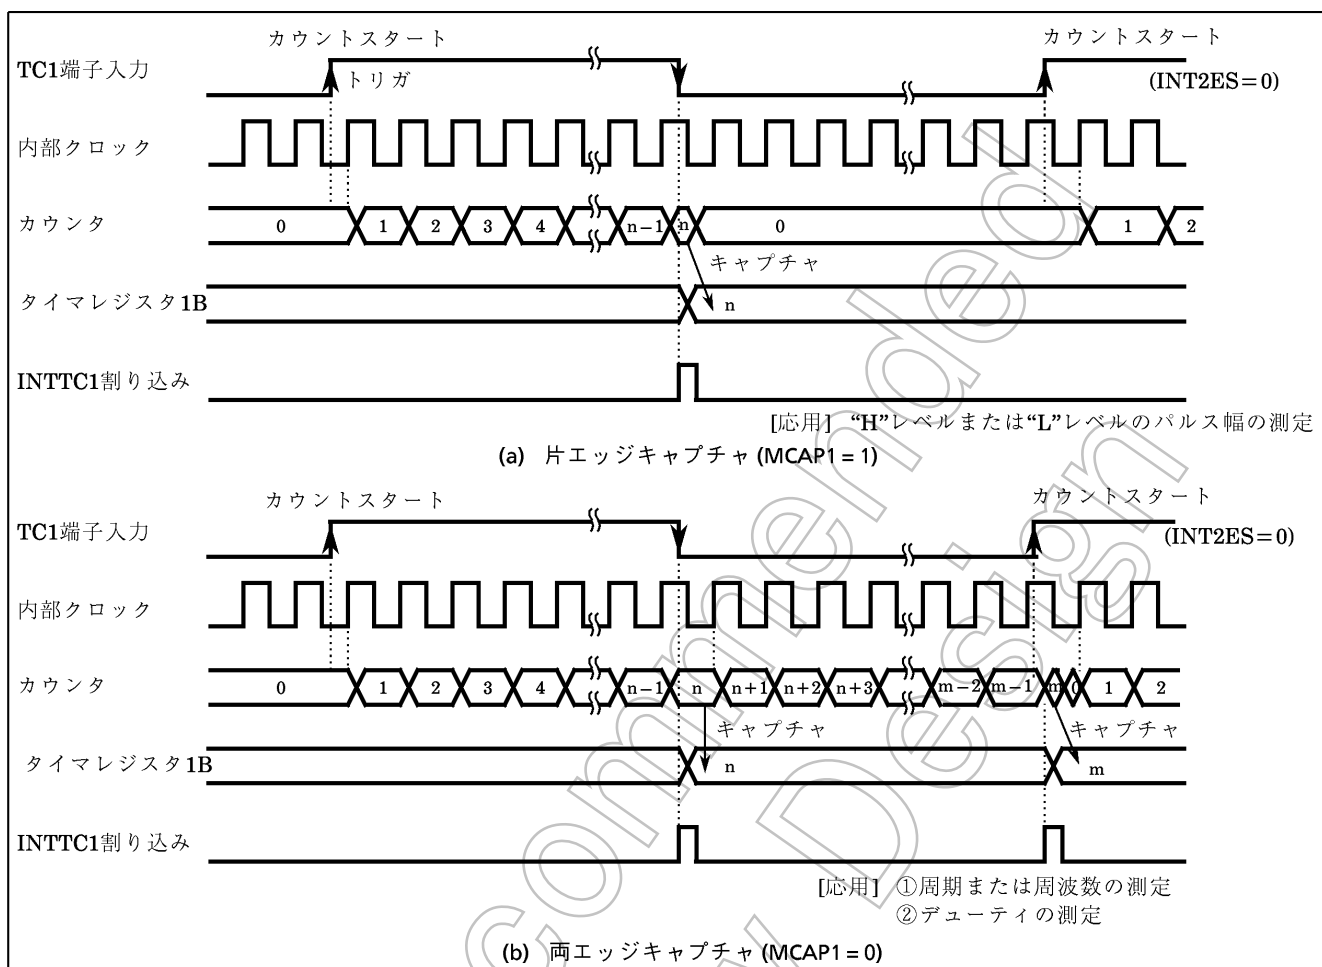 カウントスタート
カウントスタート
TC1端子入力
トリガ
(INT2ES=0)
内部クロック
カウンタ
0 1 2 3 4 n−1 n 0 1 2
キャプチャ
タイマレジスタ1B
n
INTTC1割り込み
[応用] “H”レベルまたは“L”レベルのパルス幅の測定
(a) 片エッジキャプチャ(MCAP1=1)
カウントスタート
カウントスタート
TC1端子入力
(INT2ES=0)
内部クロック
カウンタ
0 1 2 3 4 n−1 n n+1 n+2 n+3 m−2 m−1 m 0 1 2
キャプチャ
キャプチャ
タイマレジスタ1B
n
m
INTTC1割り込み
[応用] ①周期または周波数の測定
②デューティの測定
(b) 両エッジキャプチャ(MCAP1=0)
commended
Design